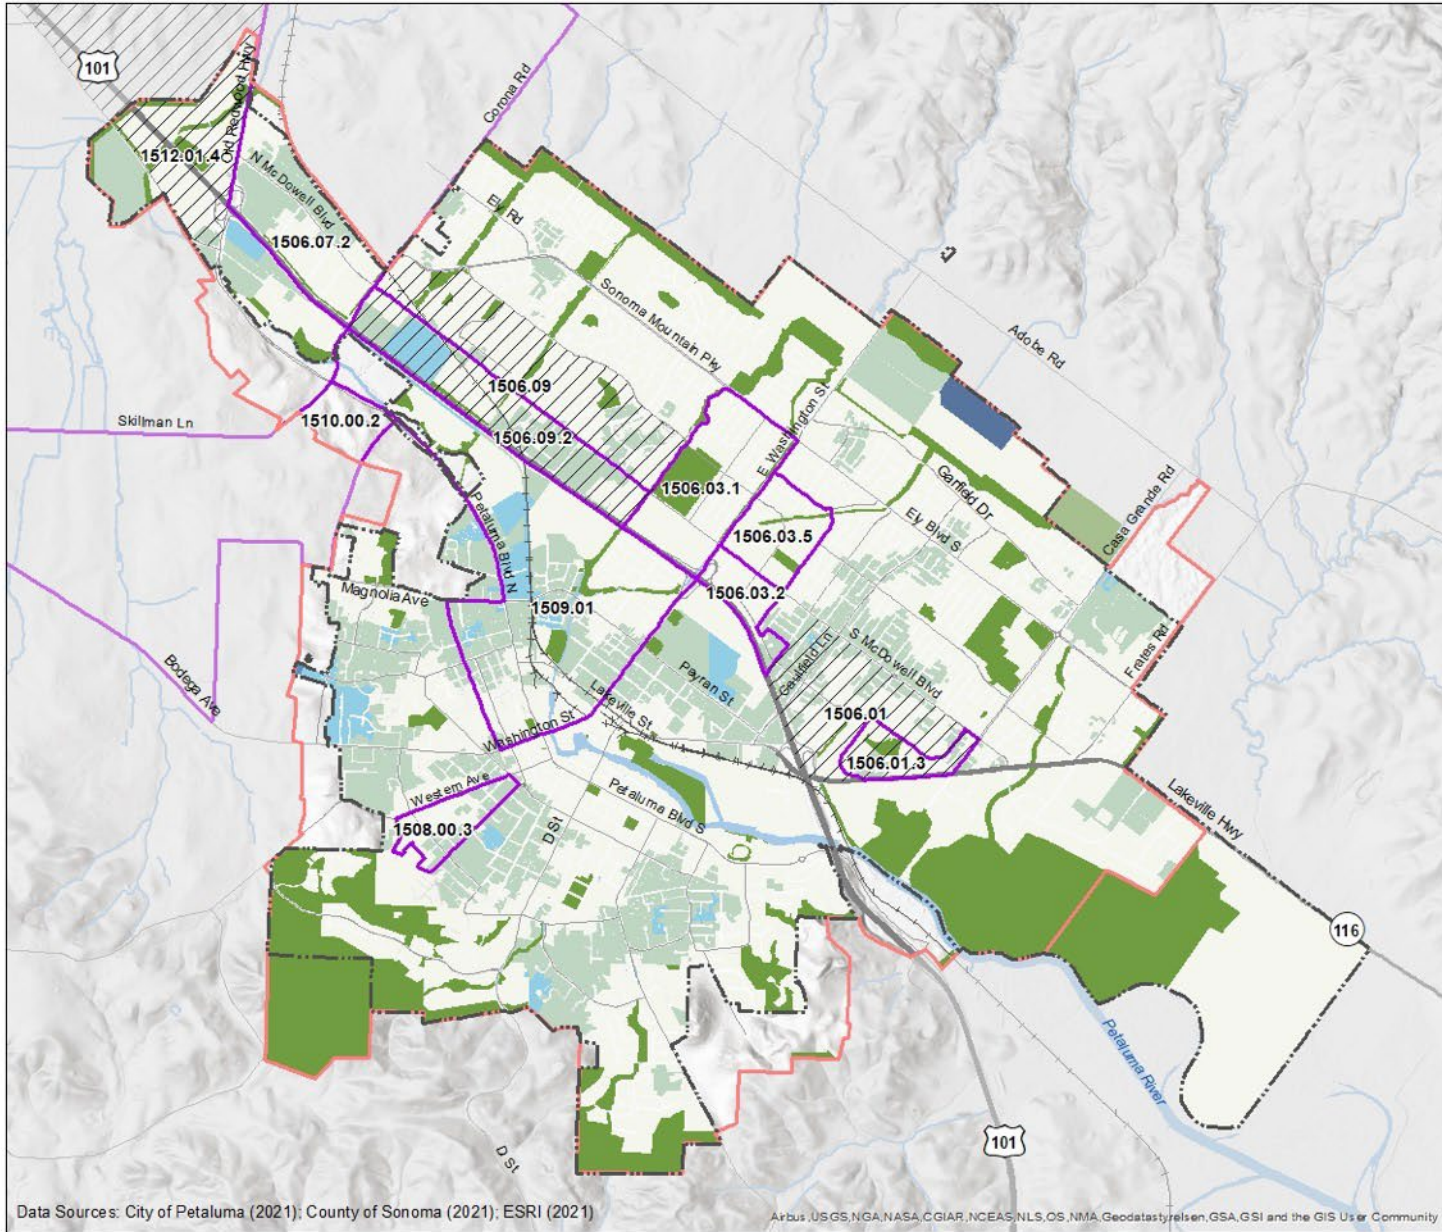 101
Old Redwood Hwy
Corona Rd
1512.01.4
N McDowell Blvd
1506.07.2
Ely Rd
Sonoma Mountain Pky
Adobe Rd
1506.09
E Washington St
Skillman Ln
1510.00.2
1506.09.2
1506.03.1
Garfield Dr
Casa Grande Rd
Petaluma Blvd N
1506.03.5
Ely Blvd S
Magnolia Ave
1509.01
1506.03.2
Bodega Ave
Payran St
Caulfield Ln
S McDowell Blvd
Frates Rd
Lakeville St
1506.01
Washington St
1506.01.3
Western Ave
Petaluma Blvd S
Lakeville Hwy
1508.00.3
D St
116
Petaluma River
101
D St
Data Sources: City of Petaluma (2021); County of Sonoma (2021); ESRI (2021)
Airbus,USGS,NGA,NASA,CGIAR,NCEAS,NLS,OS,NMA,Geodatastyrelsen,GSA,GSI and the GIS User Community